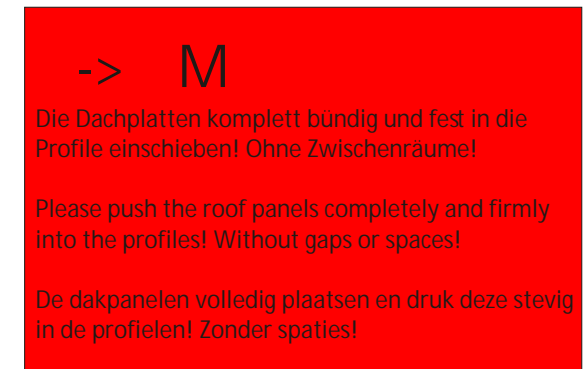 -> M
Die Dachplatten komplett bündig und fest in die
Profile einschieben! Ohne Zwischenräume!
Please push the roof panels completely and firmly
into the profiles! Without gaps or spaces!
De dakpanelen volledig plaatsen en druk deze stevig
in de profielen! Zonder spaties!